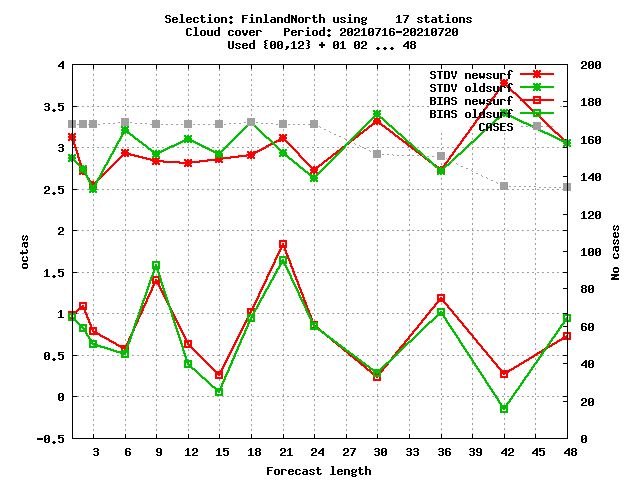 Selection: FinlandNorth using    17 stations
Cloud cover   Period: 20210716-20210720
Used {00,12} + 01 02 ... 48
STDV newsurf
STDV oldsurf
BIAS newsurf
BIAS oldsurf
CASES
4
3,5
3
2,5
2
1,5
1
0,5
0
-0,5
octas
200
180
160
140
120
100
80
60
40
20
0
No cases
3 6 9 12 15 18 21 24 27 30 33 36 39 42 45 48
Forecast length